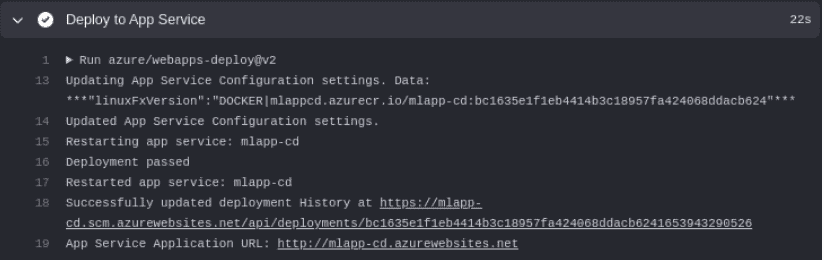 Deploy to App Service 22s
1 Run azure/webapps-deploy@v2
13 Updating App Service Configuration settings. Data:
***"linuxFxVersion":"DOCKER|mlappcd.azurecr.io/mlapp-cd:bc1635e1f1eb4414b3c18957fa424068ddacb624"***
14 Updated App Service Configuration settings.
15 Restarting app service: mlapp-cd
16 Deployment passed
17 Restarted app service: mlapp-cd
18 Successfully updated deployment History at https://mlapp-
cd.scm.azurewebsites.net/api/deployments/bc1635e1f1eb4414b3c18957fa424068ddacb6241653943290526
19 App Service Application URL: http://mlapp-cd.azurewebsites.net